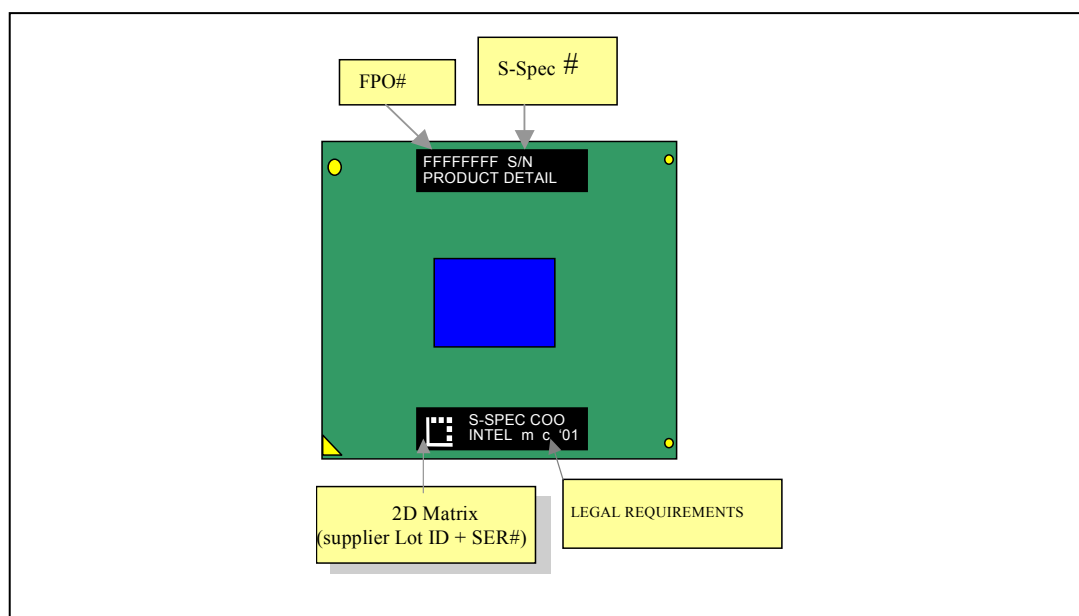 FPO#
S-Spec #
FFFFFFFF S/N
PRODUCT DETAIL
S-SPEC COO
INTEL m c '01
2D Matrix
(supplier Lot ID + SER#)
LEGAL REQUIREMENTS